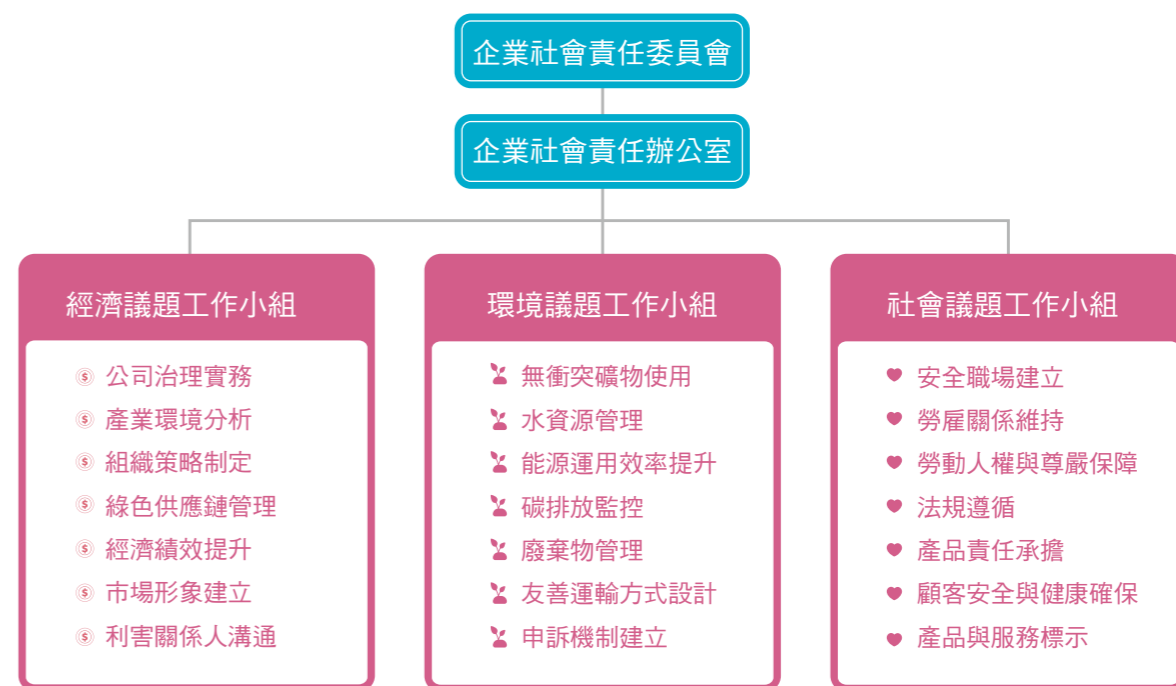 企業社會責任委員會
企業社會責任辦公室
經濟議題工作小組
公司治理實務
產業環境分析
組織策略制定
綠色供應鏈管理
經濟績效提升
市場形象建立
利害關係人溝通
環境議題工作小組
無衝突礦物使用
水資源管理
能源運用效率提升
碳排放監控
廢棄物管理
友善運輸方式設計
申訴機制建立
社會議題工作小組
安全職場建立
勞雇關係維持
勞動人權與尊嚴保障
法規遵循
產品責任承擔
顧客安全與健康確保
產品與服務標示